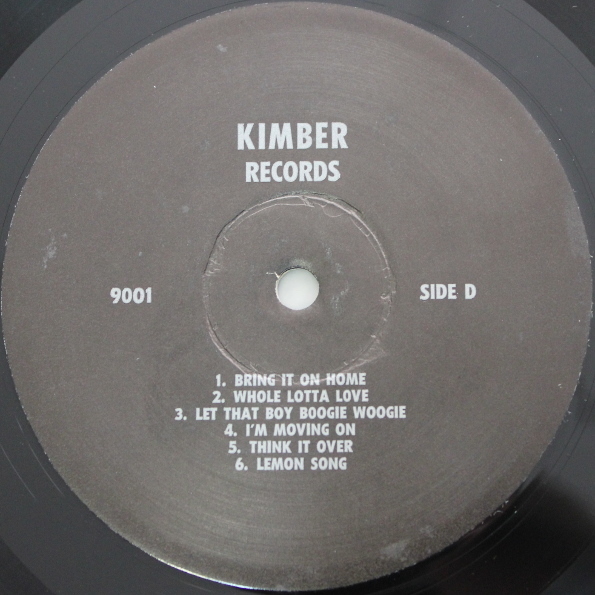 KIMBER
RECORDS
9001
SIDE D
1. BRING IT ON HOME
2. WHOLE LOTTA LOVE
3. LET THAT BOY BOOGIE WOOGIE
4. I'M MOVING ON
5. THINK IT OVER
6. LEMON SONG